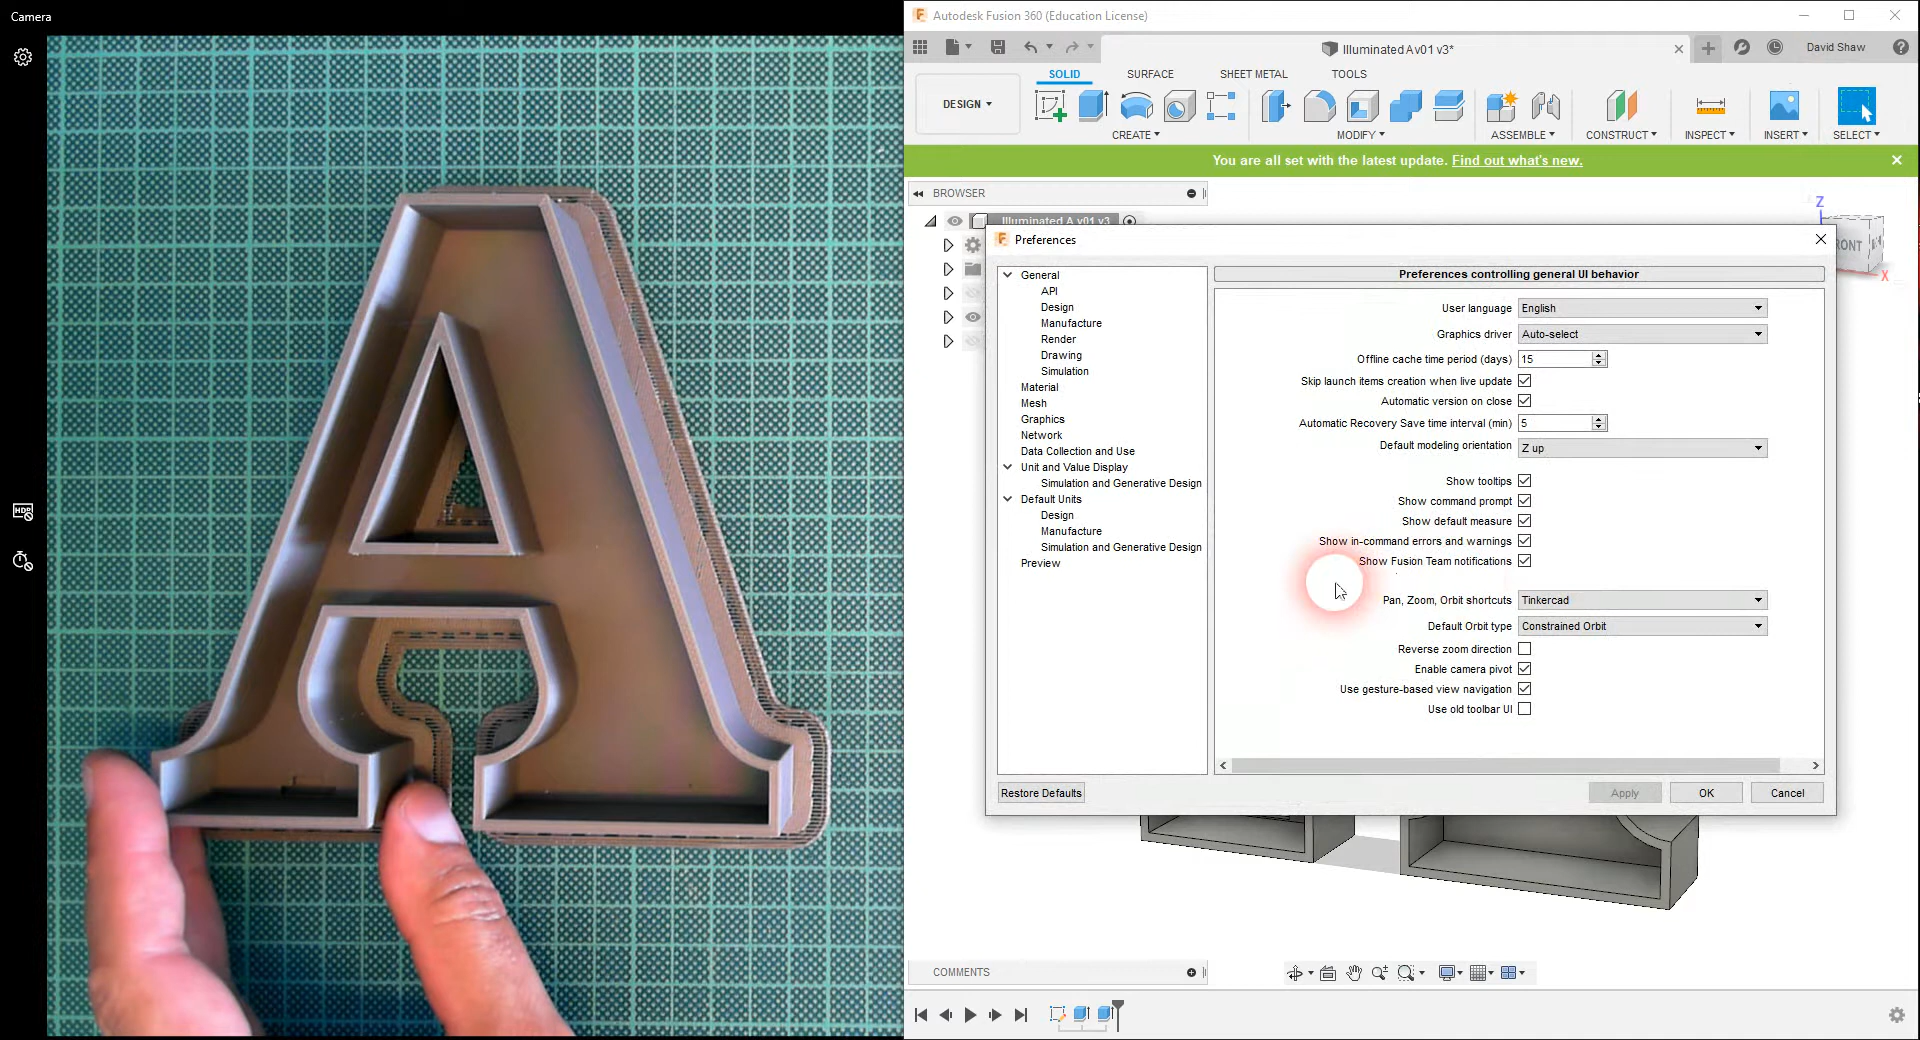 Camera
Autodesk Fusion 360 (Education License)
Illuminated A v01 v3*
David Shaw
DESIGN
SOLID
SURFACE
SHEET METAL
TOOLS
CREATE
MODIFY
ASSEMBLE
CONSTRUCT
INSPECT
INSERT
SELECT
You are all set with the latest update. Find out what's new.
BROWSER
Illuminated A v01 v3
Z
X
Preferences
General
API
Design
Manufacture
Render
Drawing
Simulation
Material
Mesh
Graphics
Network
Data Collection and Use
Unit and Value Display
Simulation and Generative Design
Default Units
Design
Manufacture
Simulation and Generative Design
Preview
Preferences controlling general UI behavior
User language English
Graphics driver Auto-select
Offline cache time period (days) 15
Skip launch items creation when live update
Automatic version on close
Automatic Recovery Save time interval (min) 5
Default modeling orientation Z up
Show tooltips
Show command prompt
Show default measure
Show in-command errors and warnings
Show Fusion Team notifications
Pan, Zoom, Orbit shortcuts Tinkercad
Default Orbit type Constrained Orbit
Reverse zoom direction
Enable camera pivot
Use gesture-based view navigation
Use old toolbar UI
Restore Defaults
Apply
OK
Cancel
COMMENTS